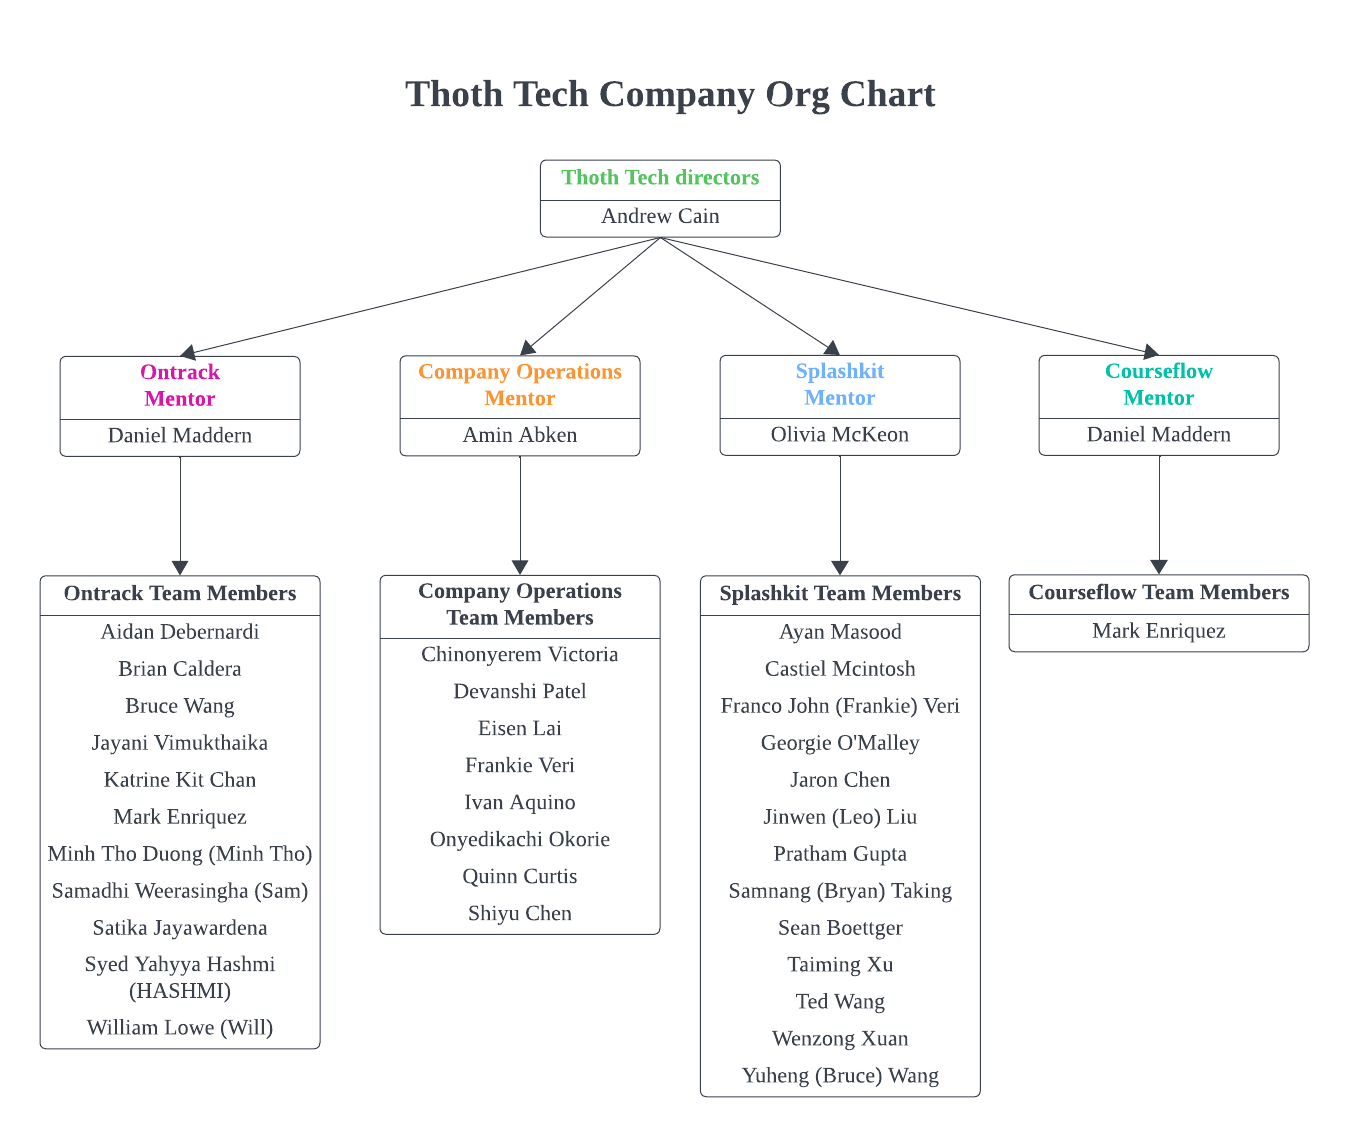 Thoth Tech Company Org Chart
Thoth Tech directors
Andrew Cain
Ontrack
Mentor
Daniel Maddern
Company Operations
Mentor
Amin Abken
Splashkit
Mentor
Olivia McKeon
Courseflow
Mentor
Daniel Maddern
Ontrack Team Members
Aidan Debernardi
Brian Caldera
Bruce Wang
Jayani Vimukthaika
Katrine Kit Chan
Mark Enriquez
Minh Tho Duong (Minh Tho)
Samadhi Weerasingha (Sam)
Satika Jayawardena
Syed Yahyya Hashmi
(HASHMI)
William Lowe (Will)
Company Operations
Team Members
Chinonyerem Victoria
Devanshi Patel
Eisen Lai
Frankie Veri
Ivan Aquino
Onyedikachi Okorie
Quinn Curtis
Shiyu Chen
Splashkit Team Members
Ayan Masood
Castiel Mcintosh
Franco John (Frankie) Veri
Georgie O'Malley
Jaron Chen
Jinwen (Leo) Liu
Pratham Gupta
Samnang (Bryan) Taking
Sean Boettger
Taiming Xu
Ted Wang
Wenzong Xuan
Yuheng (Bruce) Wang
Courseflow Team Members
Mark Enriquez